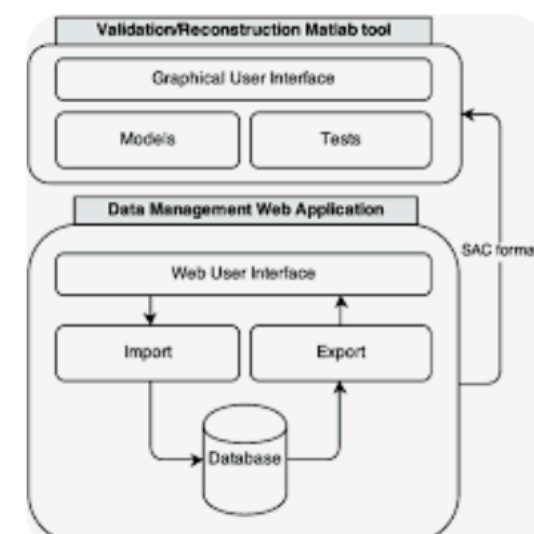 Validation/Reconstruction Matlab tool
Graphical User Interface
Models
Tests
Data Management Web Application
SAC forma
Web User Interface
Import
Export
Database